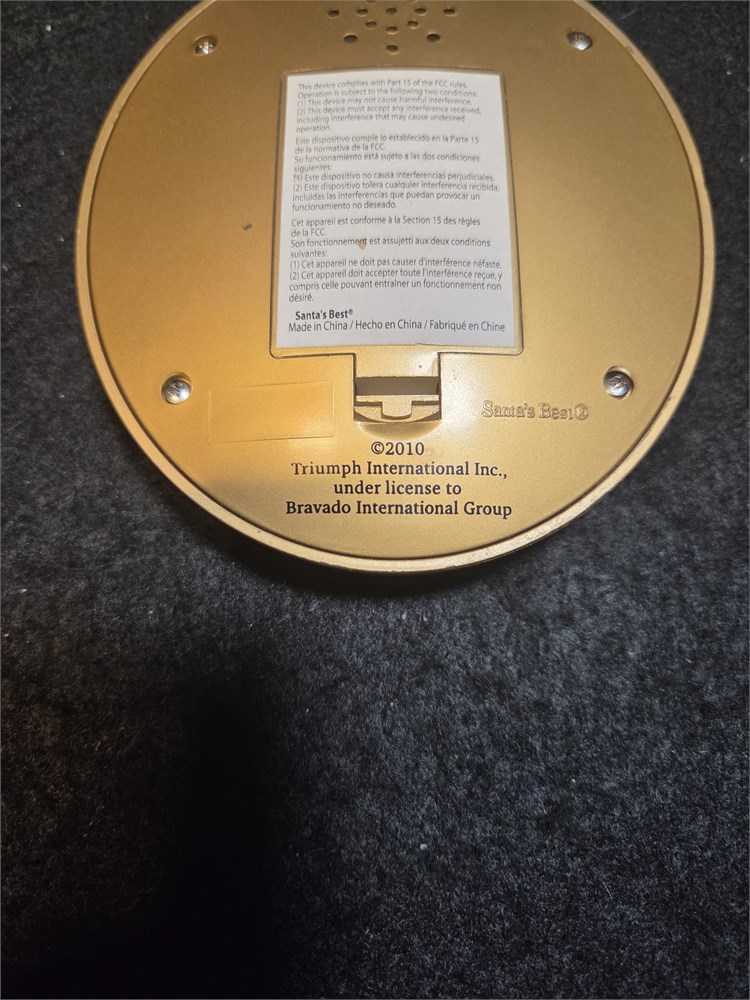 This device complies with Part 15 of the FCC rules.
Operation is subject to the following two conditions:
(1) This device may not cause harmful interference.
(2) This device must accept any interference received,
including interference that may cause undesired
operation.
Este dispositivo cumple lo establecido en la Parte 15
de la normativa de la FCC.
Su funcionamiento está sujeto a las dos condiciones
siguientes:
(1) Este dispositivo no causa interferencias perjudiciales.
(2) Este dispositivo tolera cualquier interferencia recibida,
incluidas las interferencias que puedan provocar un
funcionamiento no deseado.
Cet appareil est conforme à la Section 15 des règles
de la FCC.
Son fonctionnement est assujetti aux deux conditions
suivantes:
(1) Cet appareil ne doit pas causer d'interférence néfaste.
(2) Cet appareil doit accepter toute l'interférence reçue, y
compris celle pouvant entraîner un fonctionnement non
désiré.
Santa's Best®
Made in China / Hecho en China / Fabriqué en Chine
Santa's Best®
©2010
Triumph International Inc.,
under license to
Bravado International Group